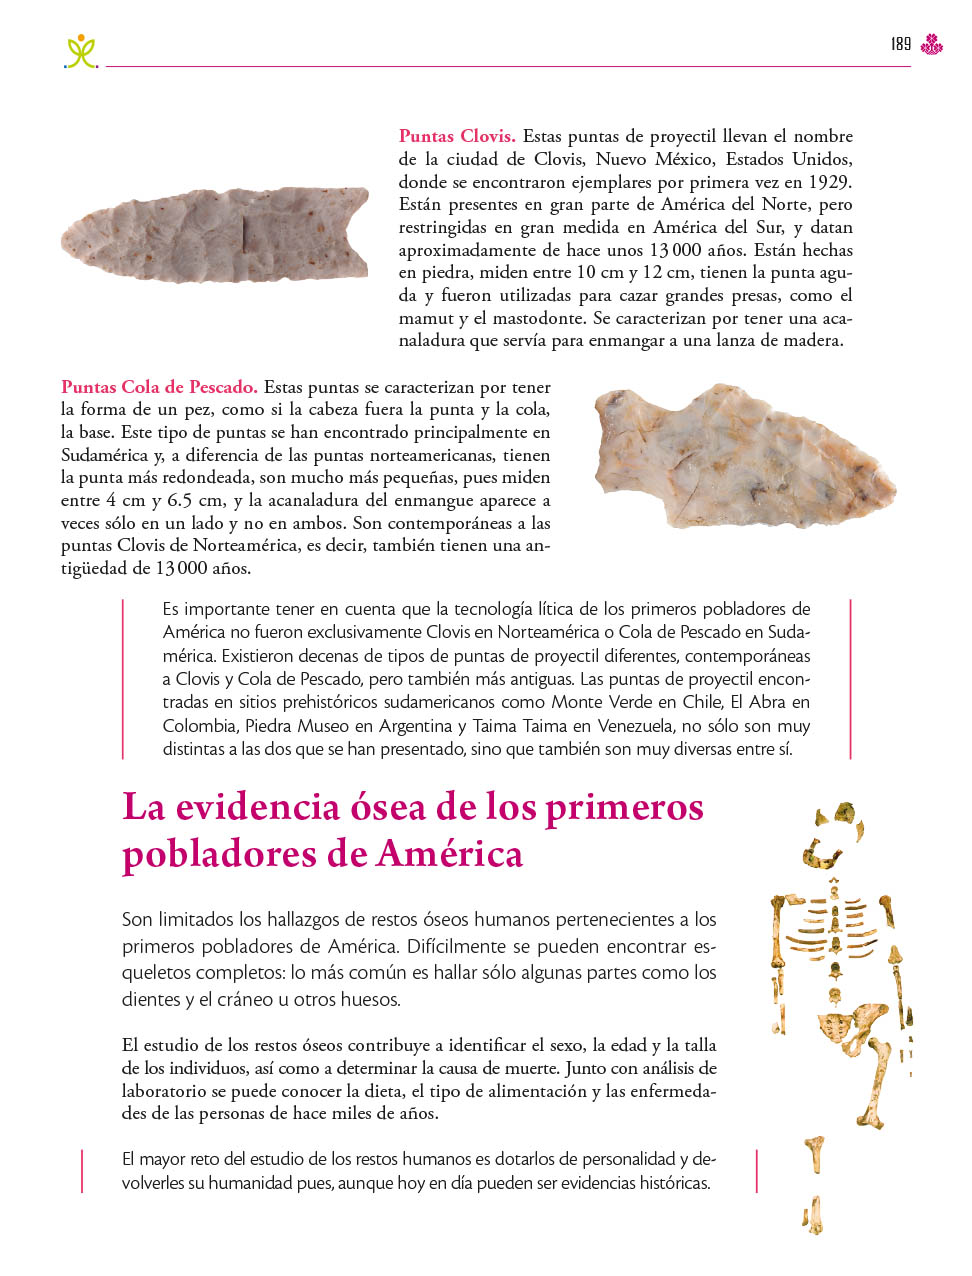 189
Puntas Clovis. Estas puntas de proyectil llevan el nombre
de la ciudad de Clovis, Nuevo México, Estados Unidos,
donde se encontraron ejemplares por primera vez en 1929.
Están presentes en gran parte de América del Norte, pero
restringidas en gran medida en América del Sur, y datan
aproximadamente de hace unos 13 000 años. Están hechas
en piedra, miden entre 10 cm y 12 cm, tienen la punta agu-
da y fueron utilizadas para cazar grandes presas, como el
mamut y el mastodonte. Se caracterizan por tener una aca-
naladura que servía para enmangar a una lanza de madera.
Puntas Cola de Pescado. Estas puntas se caracterizan por tener
la forma de un pez, como si la cabeza fuera la punta y la cola,
la base. Este tipo de puntas se han encontrado principalmente en
Sudamérica y, a diferencia de las puntas norteamericanas, tienen
la punta más redondeada, son mucho más pequeñas, pues miden
entre 4 cm y 6.5 cm, y la acanaladura del enmangue aparece a
veces sólo en un lado y no en ambos. Son contemporáneas a las
puntas Clovis de Norteamérica, es decir, también tienen una an-
tigüedad de 13 000 años.
Es importante tener en cuenta que la tecnología lítica de los primeros pobladores de
América no fueron exclusivamente Clovis en Norteamérica o Cola de Pescado en Suda-
mérica. Existieron decenas de tipos de puntas de proyectil diferentes, contemporáneas
a Clovis y Cola de Pescado, pero también más antiguas. Las puntas de proyectil encon-
tradas en sitios prehistóricos sudamericanos como Monte Verde en Chile, El Abra en
Colombia, Piedra Museo en Argentina y Taima Taima en Venezuela, no sólo son muy
distintas a las dos que se han presentado, sino que también son muy diversas entre sí.
La evidencia ósea de los primeros
pobladores de América
Son limitados los hallazgos de restos óseos humanos pertenecientes a los
primeros pobladores de América. Difícilmente se pueden encontrar es-
queletos completos: lo más común es hallar sólo algunas partes como los
dientes y el cráneo u otros huesos.
El estudio de los restos óseos contribuye a identificar el sexo, la edad y la talla
de los individuos, así como a determinar la causa de muerte. Junto con análisis de
laboratorio se puede conocer la dieta, el tipo de alimentación y las enfermeda-
des de las personas de hace miles de años.
El mayor reto del estudio de los restos humanos es dotarlos de personalidad y de-
volverles su humanidad pues, aunque hoy en día pueden ser evidencias históricas.